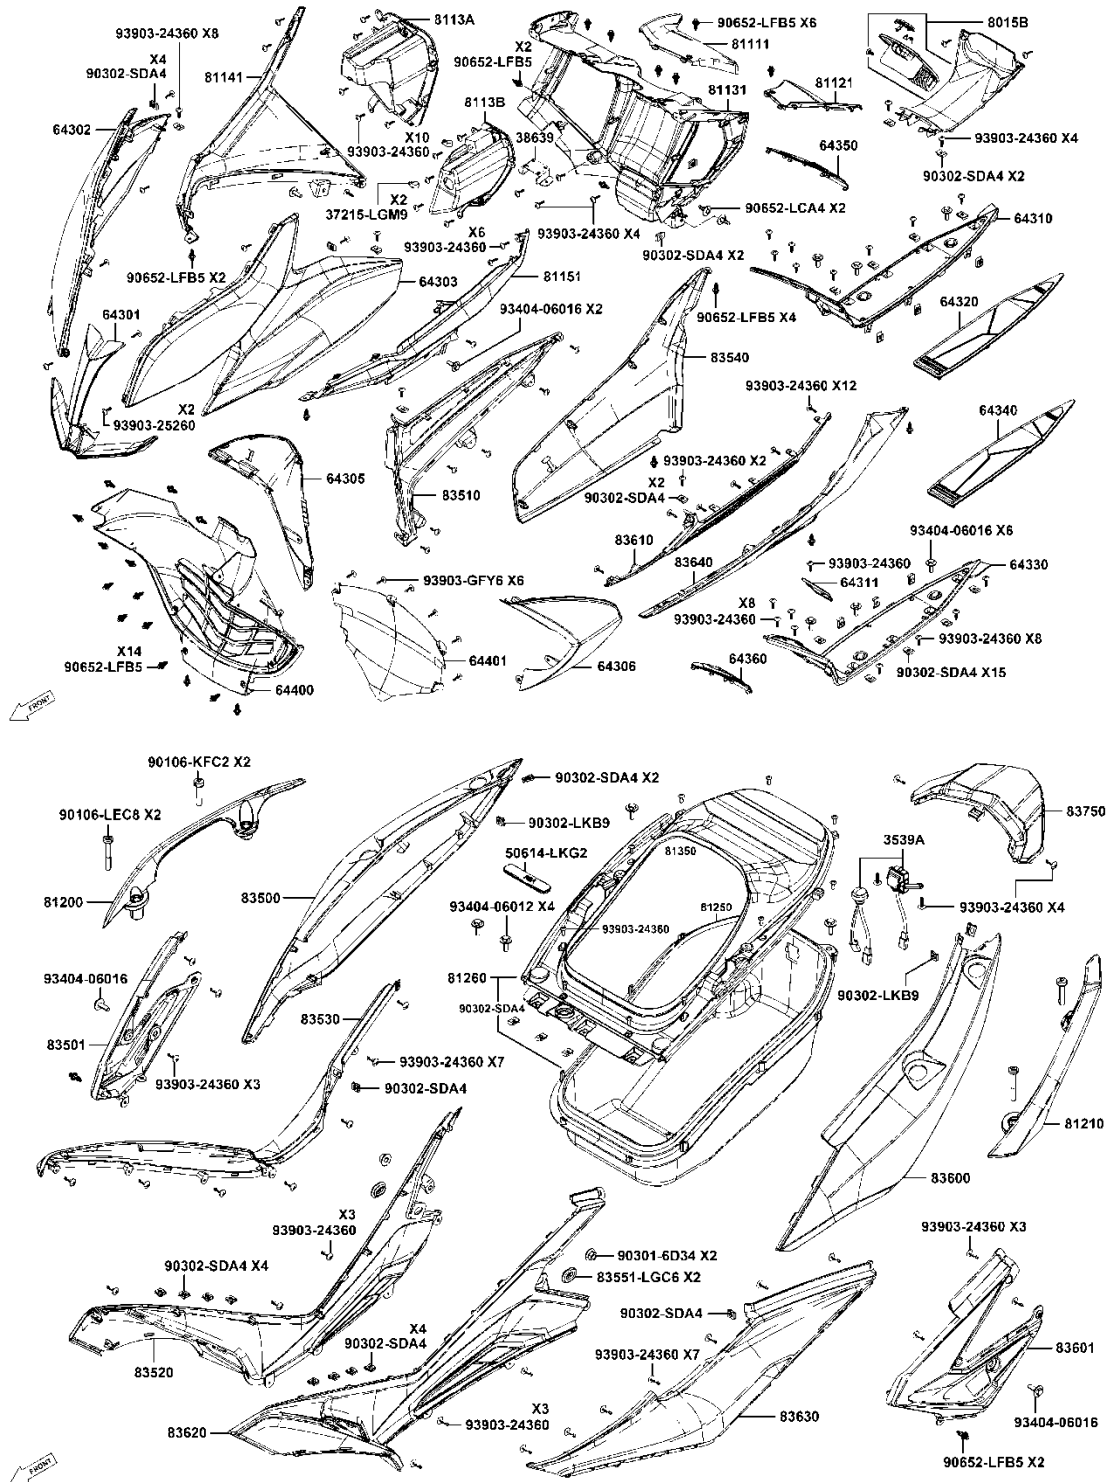 93903-24360 X8
X4
90302-SDA4
81141
64302
8113A
X10
93903-24360
8113B
X2
90652-LFB5
38639
90652-LFB5 X6
81111
81131
81121
8015B
93903-24360 X4
90302-SDA4 X2
64350
X2
37215-LGM9
X6
93903-24360
93903-24360 X4
90652-LCA4 X2
90302-SDA4 X2
64310
90652-LFB5 X2
64303
81151
64301
93404-06016 X2
90652-LFB5 X4
64320
83540
93903-24360 X12
X2
93903-25260
64340
64305
83510
93903-24360 X2
X2
90302-SDA4
83610
83640
93404-06016 X6
93903-24360
64330
64311
93903-GFY6 X6
X8
93903-24360
93903-24360 X8
X14
90652-LFB5
64400
64401
64306
64360
90302-SDA4 X15
FRONT
90106-KFC2 X2
90106-LEC8 X2
90302-SDA4 X2
90302-LKB9
83750
50614-LKG2
81350
3539A
81200
83500
93404-06012 X4
81250
93903-24360
93903-24360 X4
93404-06016
81260
90302-SDA4
90302-LKB9
83501
83530
93903-24360 X3
93903-24360 X7
90302-SDA4
81210
83600
X3
93903-24360
93903-24360 X3
90302-SDA4 X4
90301-6D34 X2
83551-LGC6 X2
90302-SDA4
X4
90302-SDA4
83520
93903-24360 X7
83601
X3
93903-24360
83620
83630
93404-06016
90652-LFB5 X2
FRONT